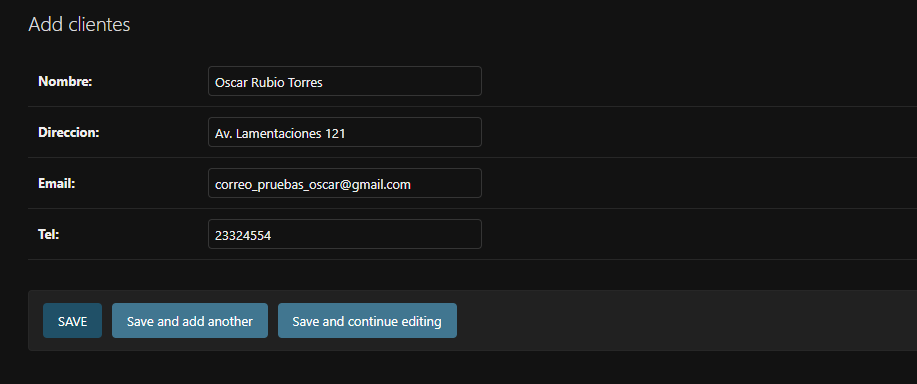 Add clientes
Nombre: Oscar Rubio Torres
Direccion: Av. Lamentaciones 121
Email: correo_pruebas_oscar@gmail.com
Tel: 23324554
SAVE Save and add another Save and continue editing